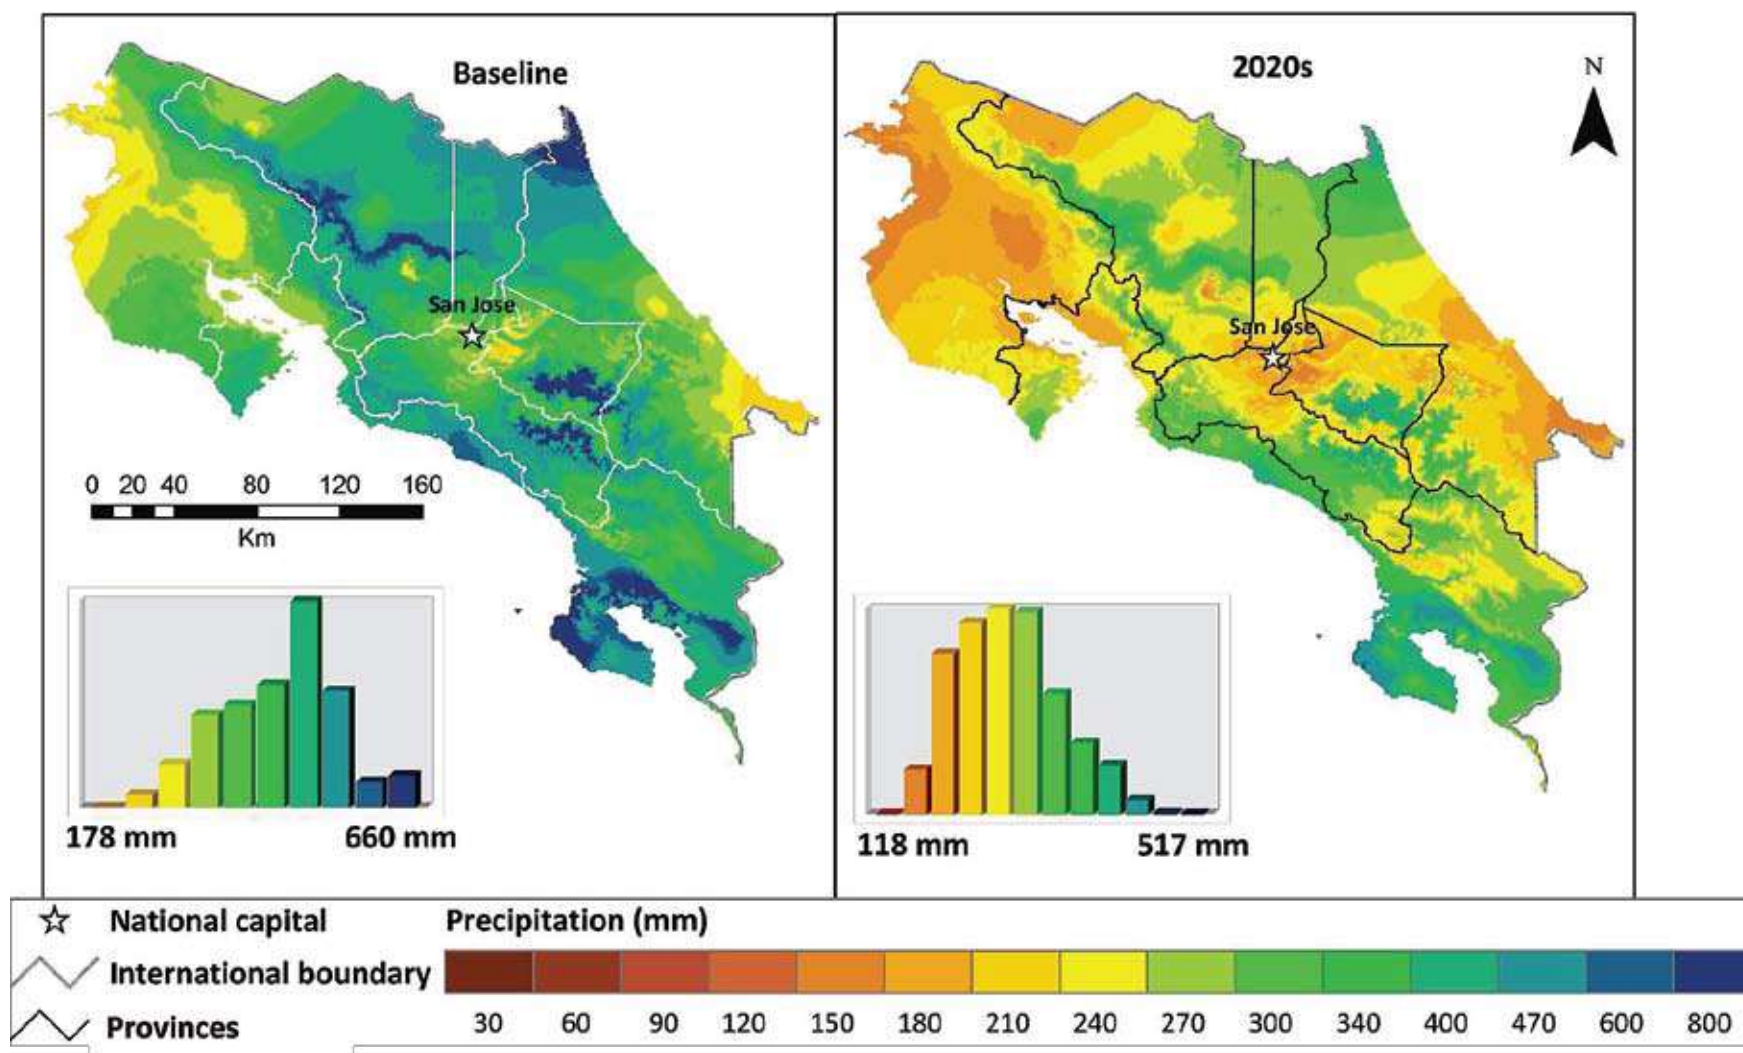 Baseline
2020s
N
San Jose
San Jose
0 20 40 80 120 160
Km
178 mm 660 mm
118 mm 517 mm
National capital
International boundary
Provinces
Precipitation (mm)
30 60 90 120 150 180 210 240 270 300 340 400 470 600 800